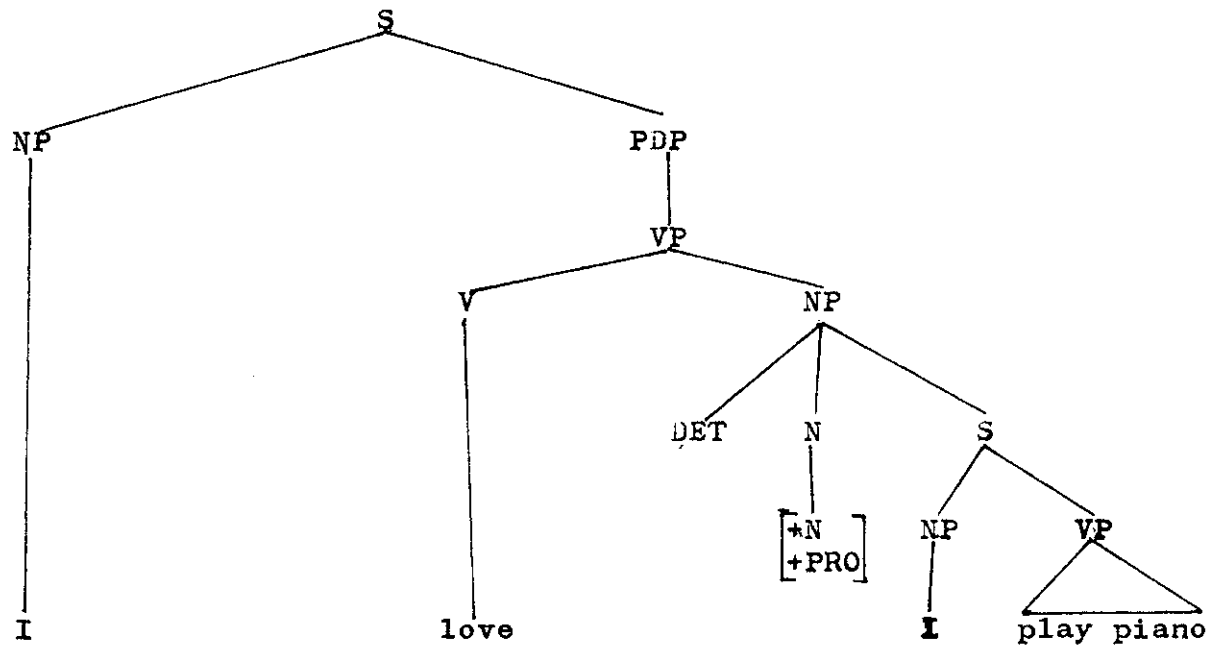 S
NP PDP
VP
V NP
DET N S
[+N NP VP
+PRO]
I love I play piano